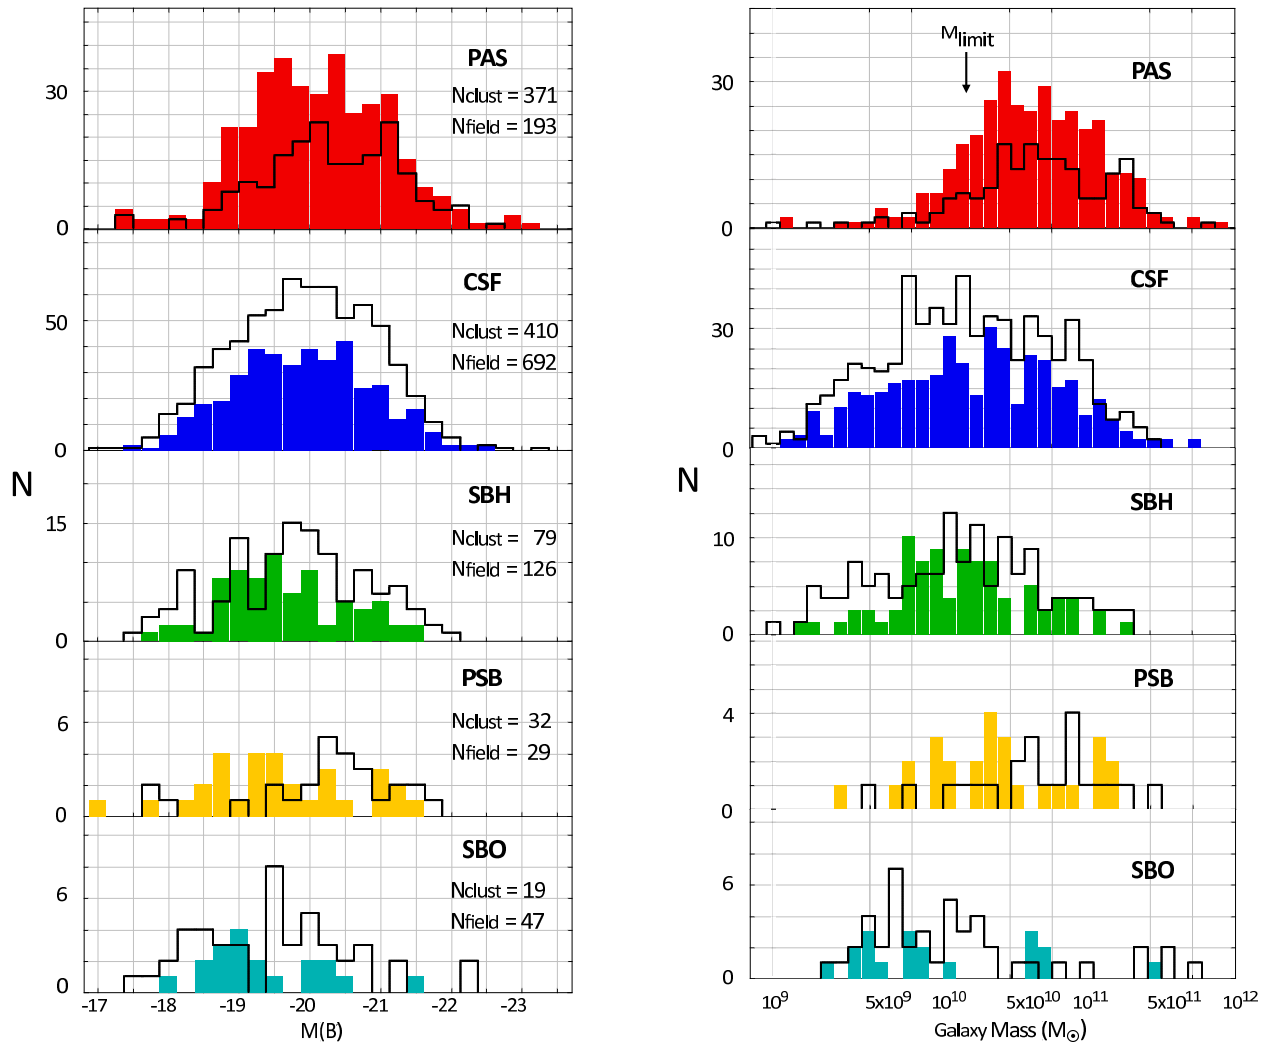 PAS
Nclust = 371
Nfield = 193
30
0
CSF
Nclust = 410
Nfield = 692
50
0
N
SBH
Nclust = 79
Nfield = 126
15
0
PSB
Nclust = 32
Nfield = 29
6
0
SBO
Nclust = 19
Nfield = 47
6
0
-17 -18 -19 -20 -21 -22 -23
M(B)
Mlimit
PAS
30
0
CSF
30
0
N
SBH
10
0
PSB
4
0
SBO
6
0
10⁹ 5x10⁹ 10¹⁰ 5x10¹⁰ 10¹¹ 5x10¹¹ 10¹²
Galaxy Mass (M☉)